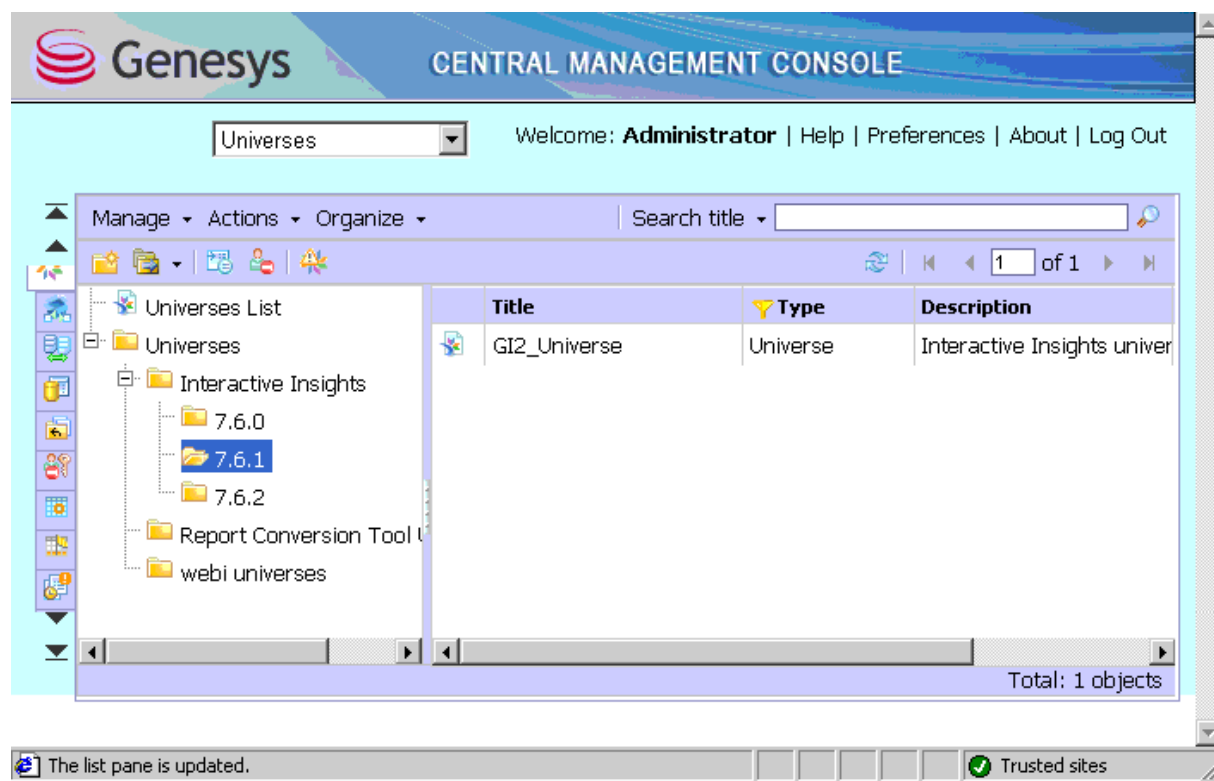 Genesys CENTRAL MANAGEMENT CONSOLE
Universes Welcome: Administrator | Help | Preferences | About | Log Out
Manage Actions Organize Search title
1 of 1
Universes List Title Type Description
Universes GI2_Universe Universe Interactive Insights univer
Interactive Insights
7.6.0
7.6.1
7.6.2
Report Conversion Tool
webi universes
Total: 1 objects
The list pane is updated. Trusted sites